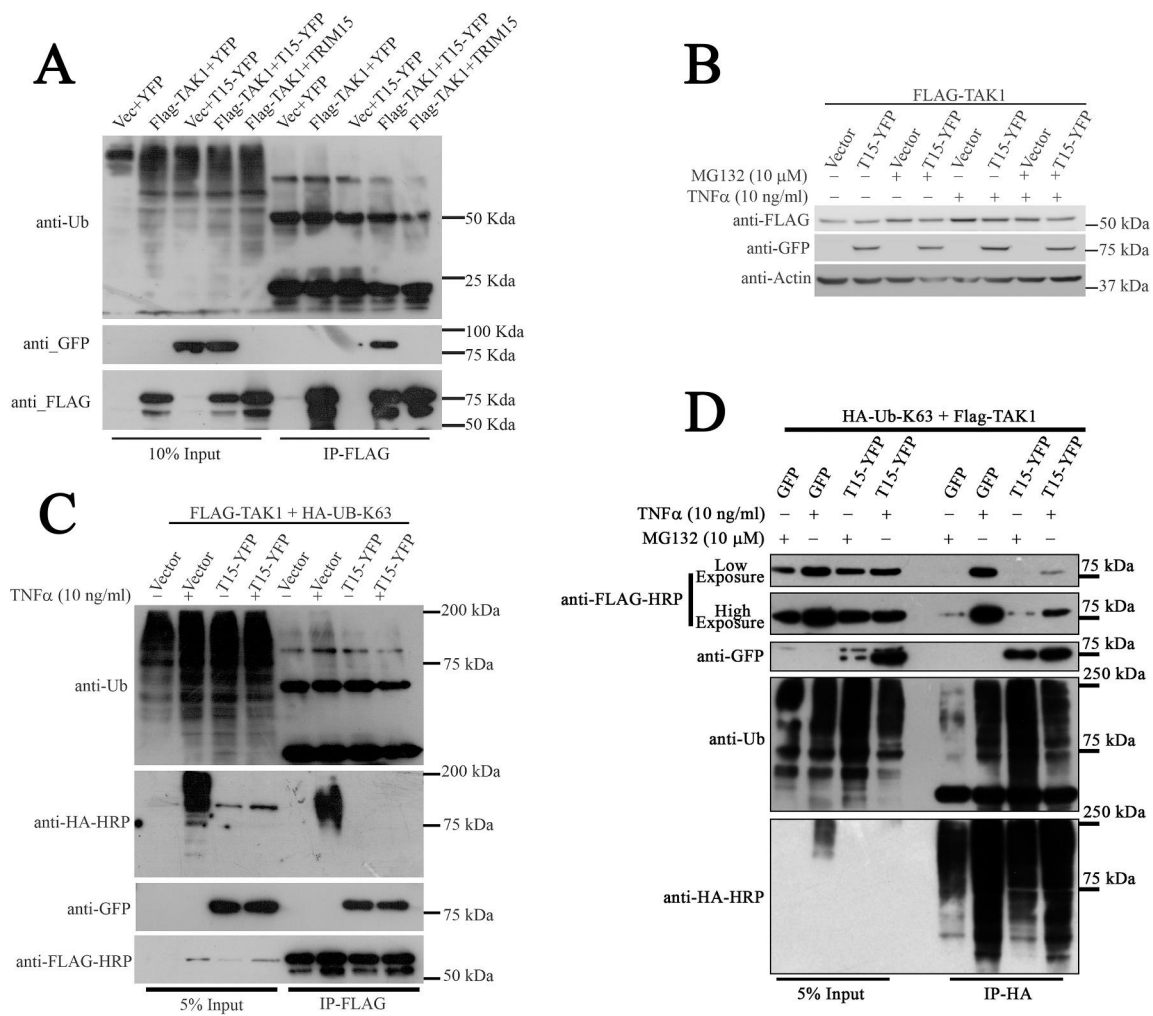 A
Vec+YFP
Flag-TAK1+YFP
Vec+T15-YFP
Flag-TAK1+T15-YFP
Flag-TAK1+TRIM15
Vec+YFP
Flag-TAK1+YFP
Vec+T15-YFP
Flag-TAK1+T15-YFP
Flag-TAK1+TRIM15
anti-Ub
50 Kda
25 Kda
anti_GFP
100 Kda
75 Kda
anti_FLAG
75 Kda
50 Kda
10% Input
IP-FLAG
B
FLAG-TAK1
Vector
T15-YFP
Vector
T15-YFP
Vector
T15-YFP
Vector
T15-YFP
MG132 (10 μM) – – + + – – + +
TNFα (10 ng/ml) – – – – + + + +
anti-FLAG
50 kDa
anti-GFP
75 kDa
anti-Actin
37 kDa
C
FLAG-TAK1 + HA-UB-K63
Vector
Vector
T15-YFP
T15-YFP
Vector
Vector
T15-YFP
T15-YFP
TNFα (10 ng/ml) – + – + – + – +
200 kDa
75 kDa
anti-Ub
200 kDa
anti-HA-HRP
75 kDa
anti-GFP
75 kDa
anti-FLAG-HRP
50 kDa
5% Input
IP-FLAG
D
HA-Ub-K63 + Flag-TAK1
GFP
GFP
T15-YFP
T15-YFP
GFP
GFP
T15-YFP
T15-YFP
TNFα (10 ng/ml) – + – + – + – +
MG132 (10 μM) + – + – + – + –
anti-FLAG-HRP
Low
Exposure
75 kDa
High
Exposure
75 kDa
anti-GFP
75 kDa
250 kDa
anti-Ub
75 kDa
250 kDa
anti-HA-HRP
75 kDa
5% Input
IP-HA